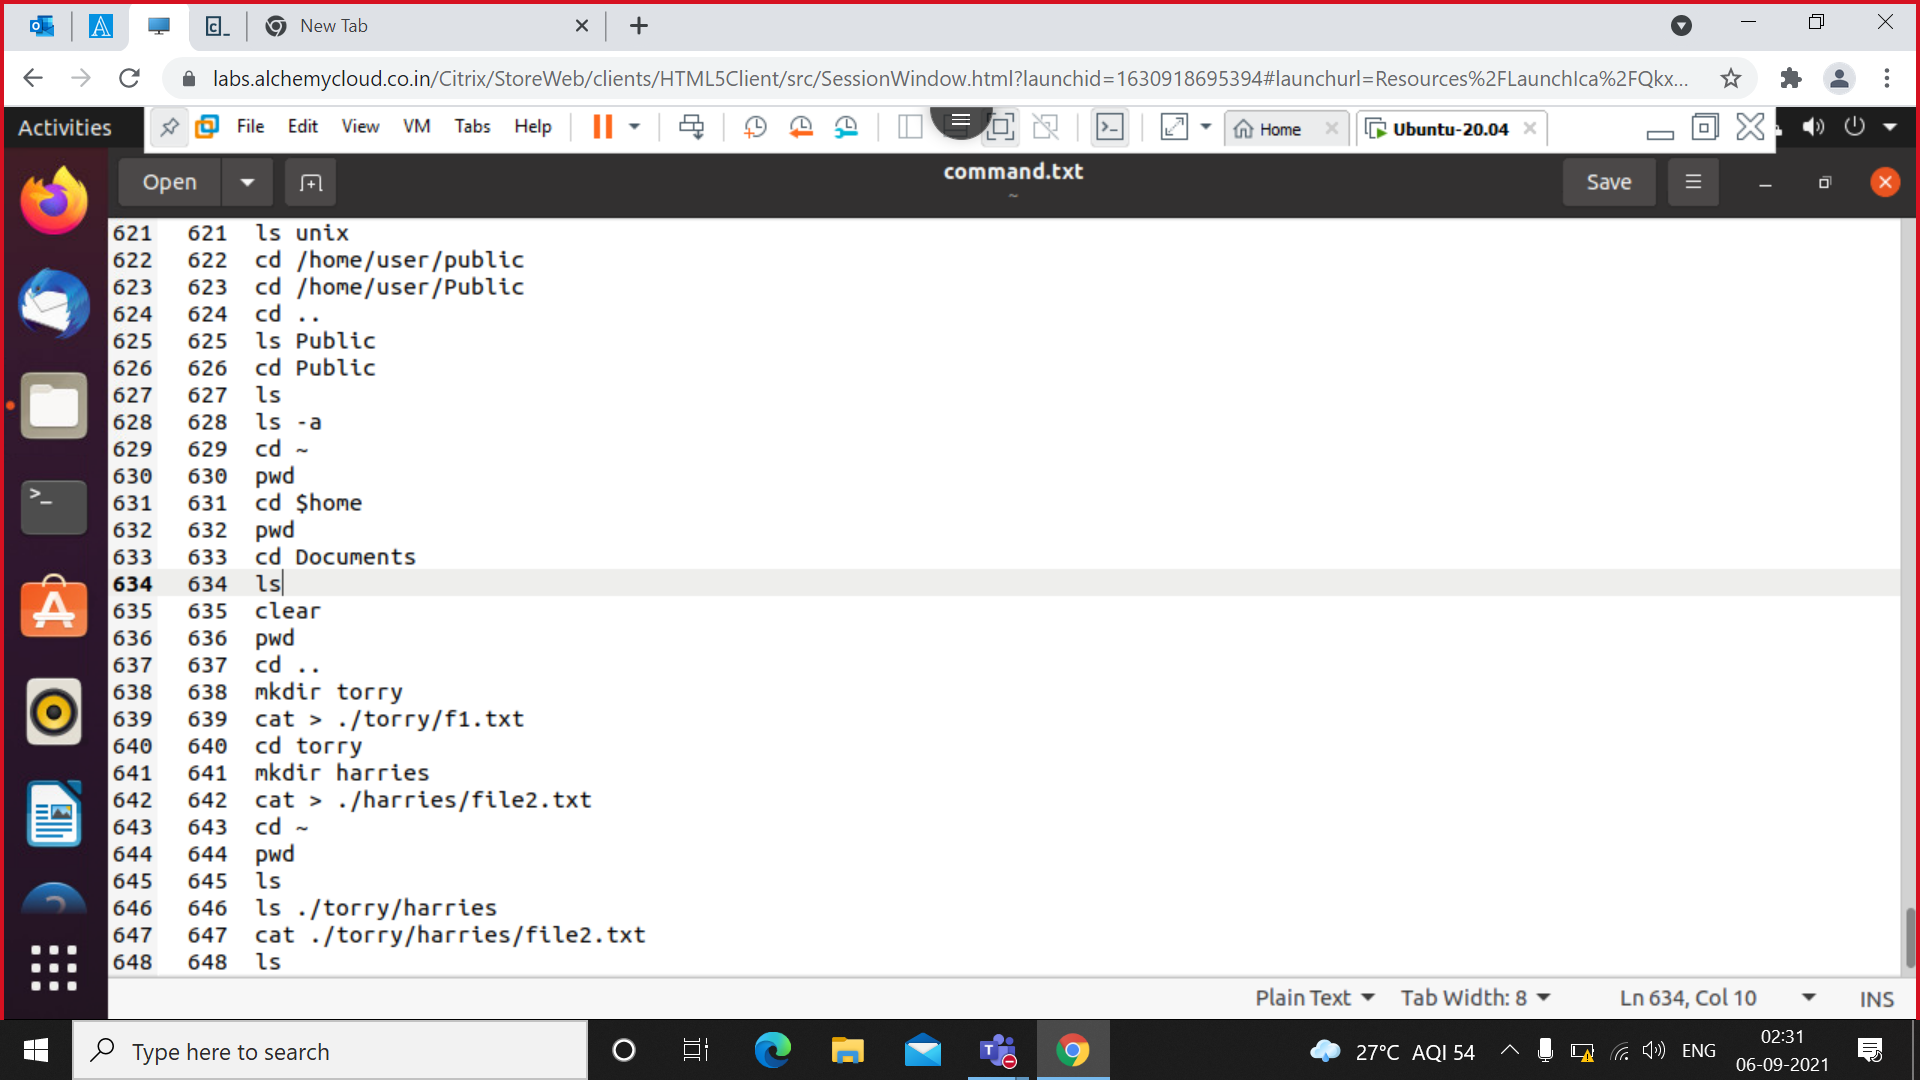 New Tab
labs.alchemycloud.co.in/Citrix/StoreWeb/clients/HTML5Client/src/SessionWindow.html?launchid=1630918695394#launchurl=Resources%2FLaunchIca%2FQkx...
Activities File Edit View VM Tabs Help Home Ubuntu-20.04
Open command.txt Save
~
621 621 ls unix
622 622 cd /home/user/public
623 623 cd /home/user/Public
624 624 cd ..
625 625 ls Public
626 626 cd Public
627 627 ls
628 628 ls -a
629 629 cd ~
630 630 pwd
631 631 cd $home
632 632 pwd
633 633 cd Documents
634 634 ls
635 635 clear
636 636 pwd
637 637 cd ..
638 638 mkdir torry
639 639 cat > ./torry/f1.txt
640 640 cd torry
641 641 mkdir harries
642 642 cat > ./harries/file2.txt
643 643 cd ~
644 644 pwd
645 645 ls
646 646 ls ./torry/harries
647 647 cat ./torry/harries/file2.txt
648 648 ls
Plain Text Tab Width: 8 Ln 634, Col 10 INS
Type here to search 27°C AQI 54 ENG 02:31
06-09-2021